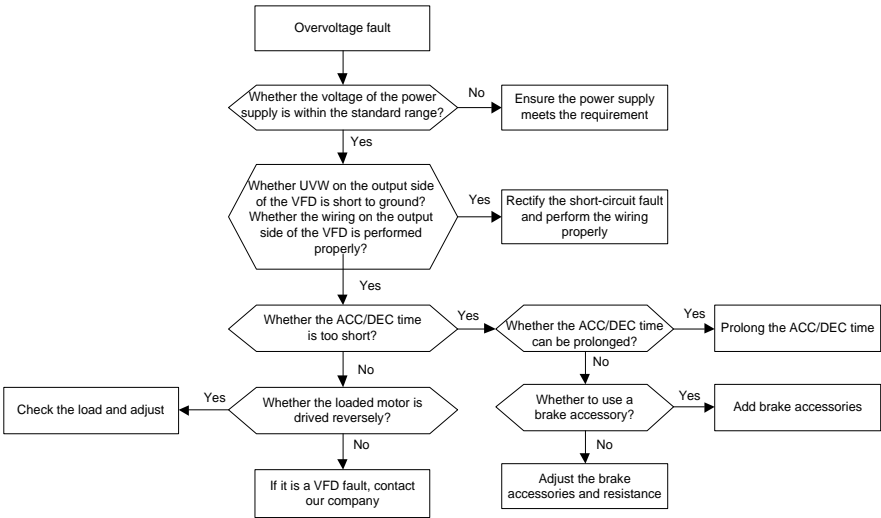 Overvoltage fault
Whether the voltage of the power
supply is within the standard range?
No
Ensure the power supply
meets the requirement
Yes
Whether UVW on the output side
of the VFD is short to ground?
Whether the wiring on the output
side of the VFD is performed
properly?
Yes
Rectify the short-circuit fault
and perform the wiring
properly
Yes
Whether the ACC/DEC time
is too short?
Yes
Whether the ACC/DEC time
can be prolonged?
Yes
Prolong the ACC/DEC time
No
No
Check the load and adjust
Yes
Whether the loaded motor is
drived reversely?
Whether to use a
brake accessory?
Yes
Add brake accessories
No
No
If it is a VFD fault, contact
our company
Adjust the brake
accessories and resistance